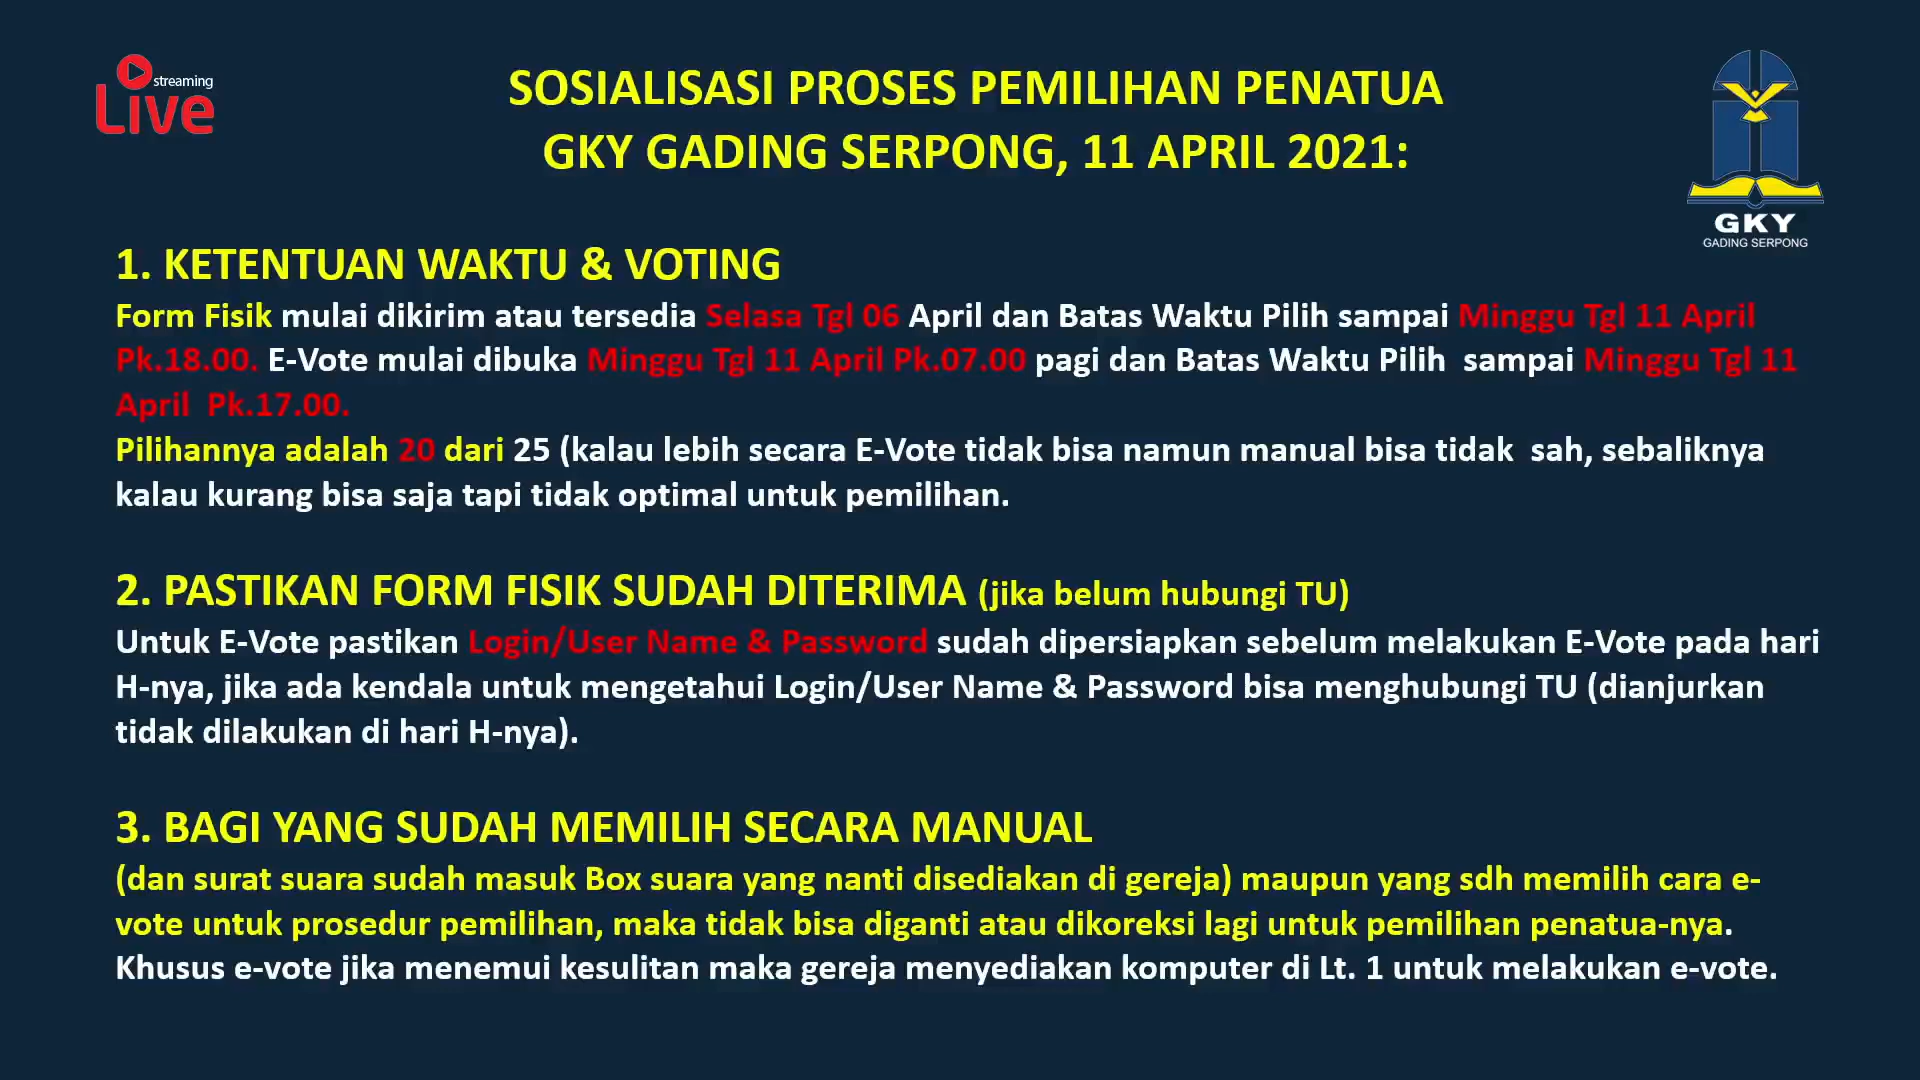 streaming
Live
SOSIALISASI PROSES PEMILIHAN PENATUA
GKY GADING SERPONG, 11 APRIL 2021:
GKY
GADING SERPONG
1. KETENTUAN WAKTU & VOTING
Form Fisik mulai dikirim atau tersedia Selasa Tgl 06 April dan Batas Waktu Pilih sampai Minggu Tgl 11 April
Pk.18.00. E-Vote mulai dibuka Minggu Tgl 11 April Pk.07.00 pagi dan Batas Waktu Pilih  sampai Minggu Tgl 11
April  Pk.17.00.
Pilihannya adalah 20 dari 25 (kalau lebih secara E-Vote tidak bisa namun manual bisa tidak  sah, sebaliknya
kalau kurang bisa saja tapi tidak optimal untuk pemilihan.
2. PASTIKAN FORM FISIK SUDAH DITERIMA (jika belum hubungi TU)
Untuk E-Vote pastikan Login/User Name & Password sudah dipersiapkan sebelum melakukan E-Vote pada hari
H-nya, jika ada kendala untuk mengetahui Login/User Name & Password bisa menghubungi TU (dianjurkan
tidak dilakukan di hari H-nya).
3. BAGI YANG SUDAH MEMILIH SECARA MANUAL
(dan surat suara sudah masuk Box suara yang nanti disediakan di gereja) maupun yang sdh memilih cara e-
vote untuk prosedur pemilihan, maka tidak bisa diganti atau dikoreksi lagi untuk pemilihan penatua-nya.
Khusus e-vote jika menemui kesulitan maka gereja menyediakan komputer di Lt. 1 untuk melakukan e-vote.